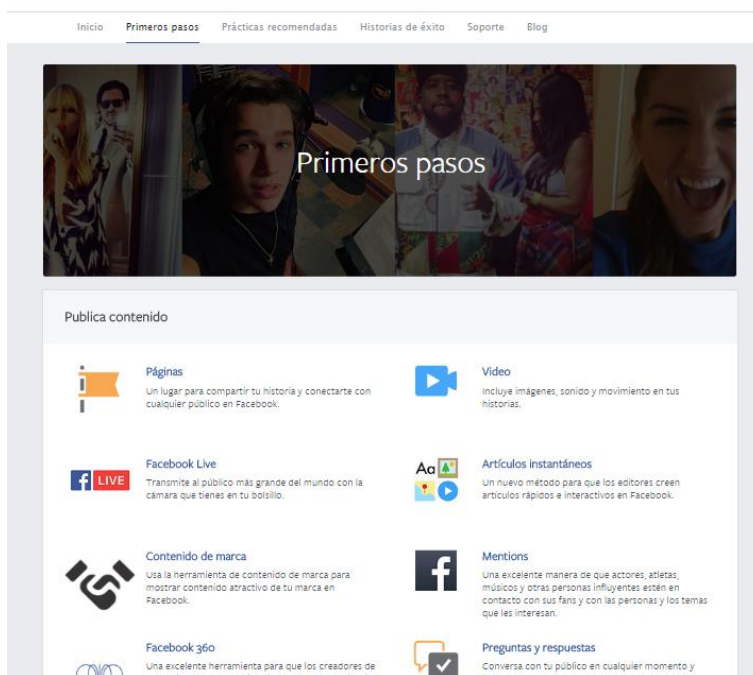 Inicio Primeros pasos Prácticas recomendadas Historias de éxito Soporte Blog
Primeros pasos
Publica contenido
Páginas
Un lugar para compartir tu historia y conectarte con
cualquier público en Facebook.
Video
Incluye imágenes, sonido y movimiento en tus
historias.
f LIVE
Facebook Live
Transmite al público más grande del mundo con la
cámara que tienes en tu bolsillo.
Aa
Artículos instantáneos
Un nuevo método para que los editores creen
artículos rápidos e interactivos en Facebook.
Contenido de marca
Usa la herramienta de contenido de marca para
mostrar contenido atractivo de tu marca en
Facebook.
f
Mentions
Una excelente manera de que actores, atletas,
músicos y otras personas influyentes estén en
contacto con sus fans y con las personas y los temas
que les interesan.
Facebook 360
Una excelente herramienta para que los creadores de
Preguntas y respuestas
Conversa con tu público en cualquier momento y